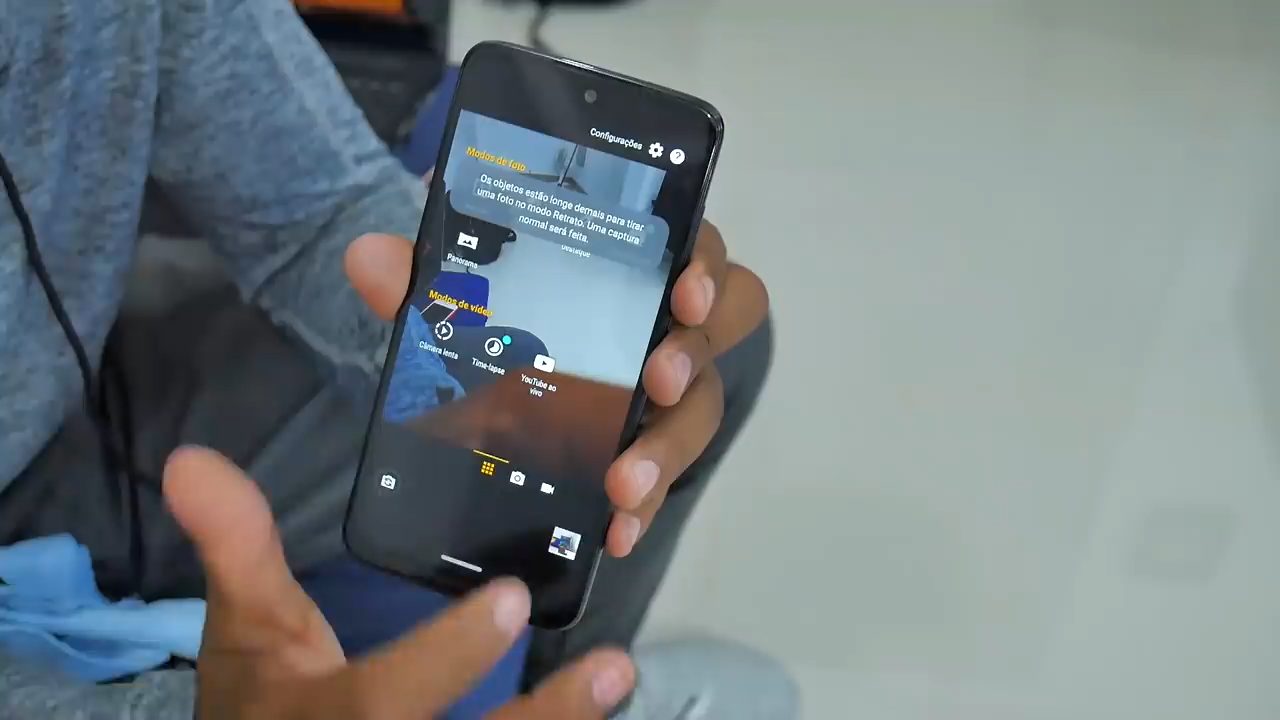 Configurações
Modos de foto
Os objetos estão longe demais para tirar
uma foto no modo Retrato. Uma captura
normal será feita.
destaque
Panorama
Modos de vídeo
Câmera lenta
Time-lapse
YouTube ao
vivo